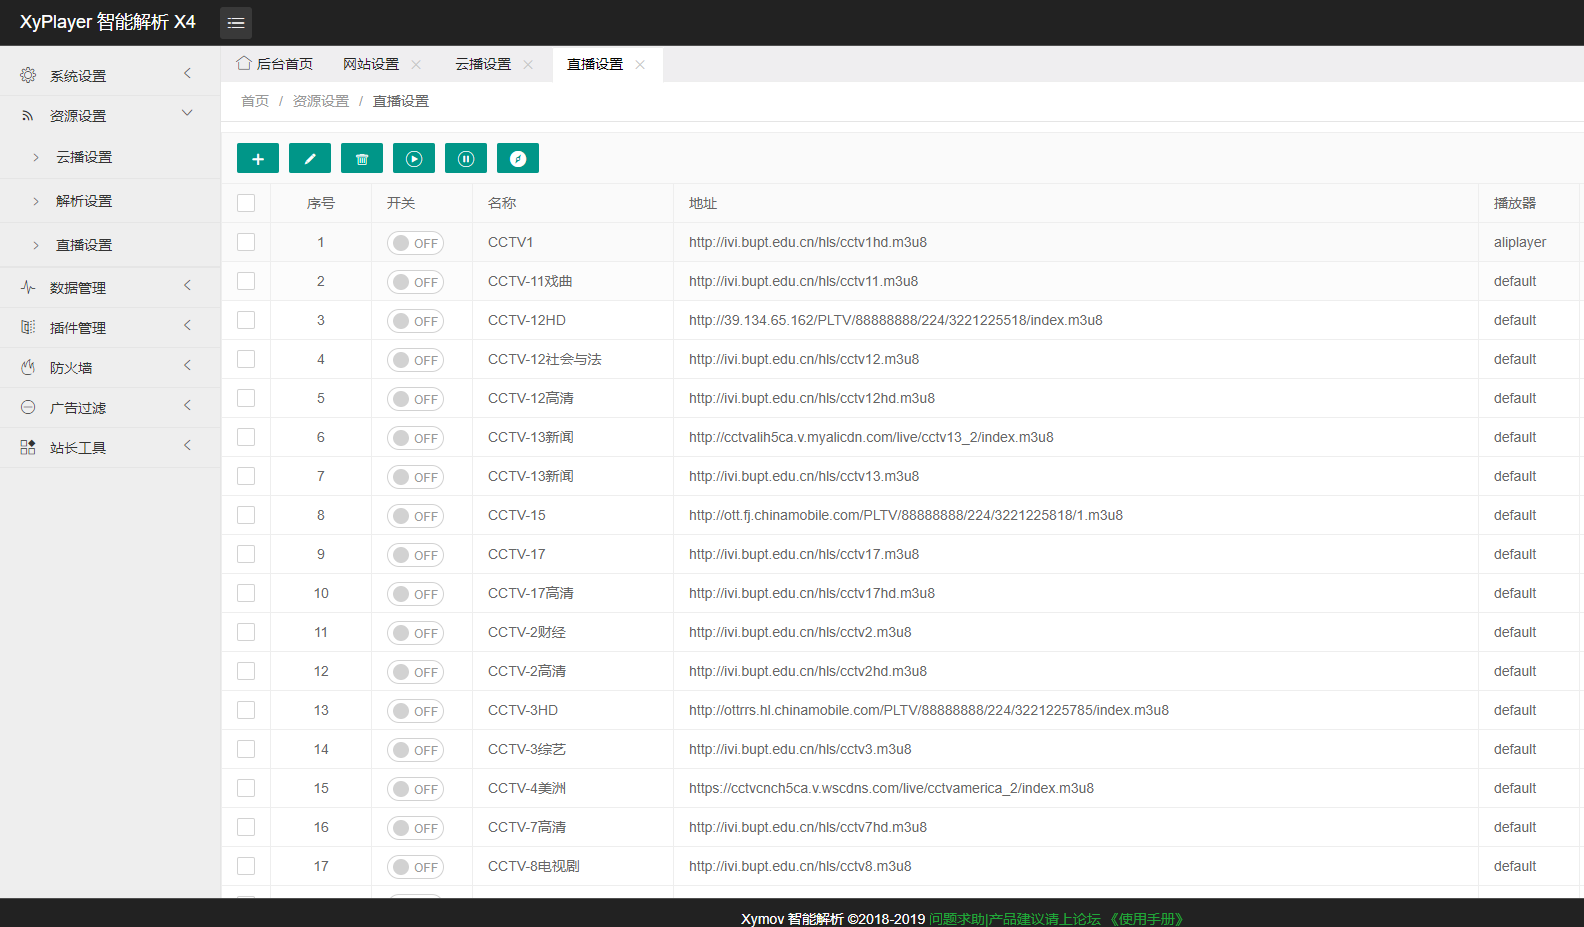 XyPlayer 智能解析 X4
系统设置
资源设置
云播设置
解析设置
直播设置
数据管理
插件管理
防火墙
广告过滤
站长工具
后台首页 网站设置 云播设置 直播设置
首页 / 资源设置 / 直播设置
序号 开关 名称 地址 播放器
1 OFF CCTV1 http://ivi.bupt.edu.cn/hls/cctv1hd.m3u8 aliplayer
2 OFF CCTV-11戏曲 http://ivi.bupt.edu.cn/hls/cctv11.m3u8 default
3 OFF CCTV-12HD http://39.134.65.162/PLTV/88888888/224/3221225518/index.m3u8 default
4 OFF CCTV-12社会与法 http://ivi.bupt.edu.cn/hls/cctv12.m3u8 default
5 OFF CCTV-12高清 http://ivi.bupt.edu.cn/hls/cctv12hd.m3u8 default
6 OFF CCTV-13新闻 http://cctvalih5ca.v.myalicdn.com/live/cctv13_2/index.m3u8 default
7 OFF CCTV-13新闻 http://ivi.bupt.edu.cn/hls/cctv13.m3u8 default
8 OFF CCTV-15 http://ott.fj.chinamobile.com/PLTV/88888888/224/3221225818/1.m3u8 default
9 OFF CCTV-17 http://ivi.bupt.edu.cn/hls/cctv17.m3u8 default
10 OFF CCTV-17高清 http://ivi.bupt.edu.cn/hls/cctv17hd.m3u8 default
11 OFF CCTV-2财经 http://ivi.bupt.edu.cn/hls/cctv2.m3u8 default
12 OFF CCTV-2高清 http://ivi.bupt.edu.cn/hls/cctv2hd.m3u8 default
13 OFF CCTV-3HD http://ottrrs.hl.chinamobile.com/PLTV/88888888/224/3221225785/index.m3u8 default
14 OFF CCTV-3综艺 http://ivi.bupt.edu.cn/hls/cctv3.m3u8 default
15 OFF CCTV-4美洲 https://cctvcnch5ca.v.wscdns.com/live/cctvamerica_2/index.m3u8 default
16 OFF CCTV-7高清 http://ivi.bupt.edu.cn/hls/cctv7hd.m3u8 default
17 OFF CCTV-8电视剧 http://ivi.bupt.edu.cn/hls/cctv8.m3u8 default
Xymov 智能解析 ©2018-2019 问题求助|产品建议请上论坛 《使用手册》